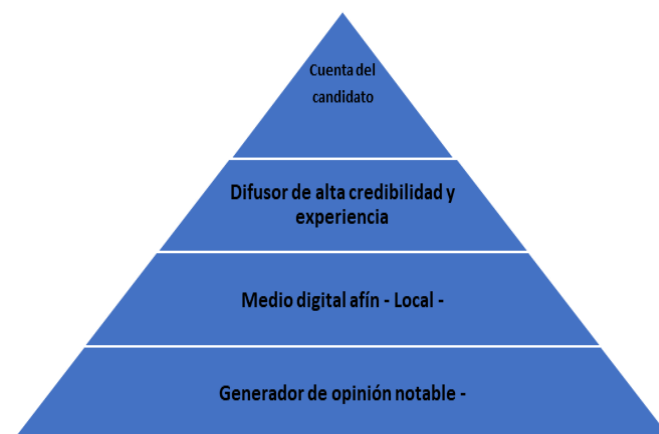 Cuenta del
candidato
Difusor de alta credibilidad y
experiencia
Medio digital afín - Local -
Generador de opinión notable -